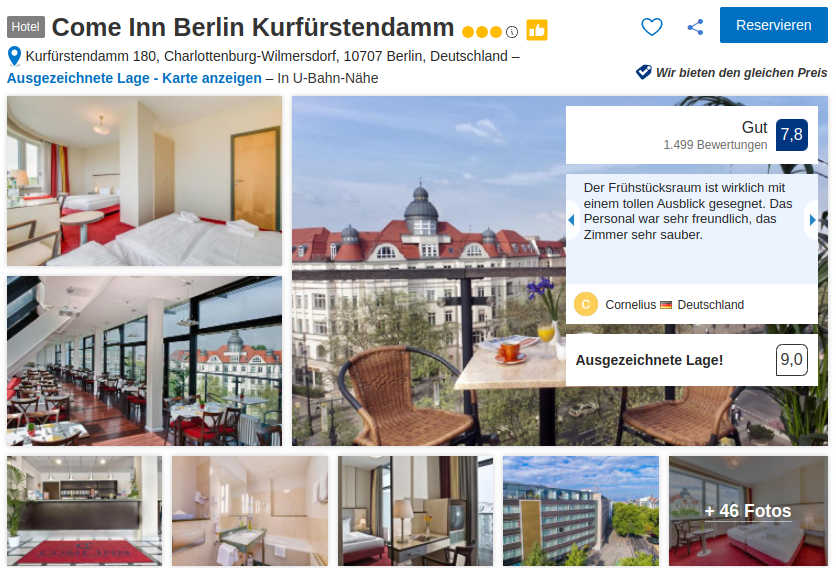 Hotel Come Inn Berlin Kurfürstendamm
Reservieren
Kurfürstendamm 180, Charlottenburg-Wilmersdorf, 10707 Berlin, Deutschland –
Ausgezeichnete Lage - Karte anzeigen – In U-Bahn-Nähe
Wir bieten den gleichen Preis
Gut
7,8
1.499 Bewertungen
Der Frühstücksraum ist wirklich mit
einem tollen Ausblick gesegnet. Das
Personal war sehr freundlich, das
Zimmer sehr sauber.
C
Cornelius Deutschland
Ausgezeichnete Lage!
9,0
COME INN
+ 46 Fotos